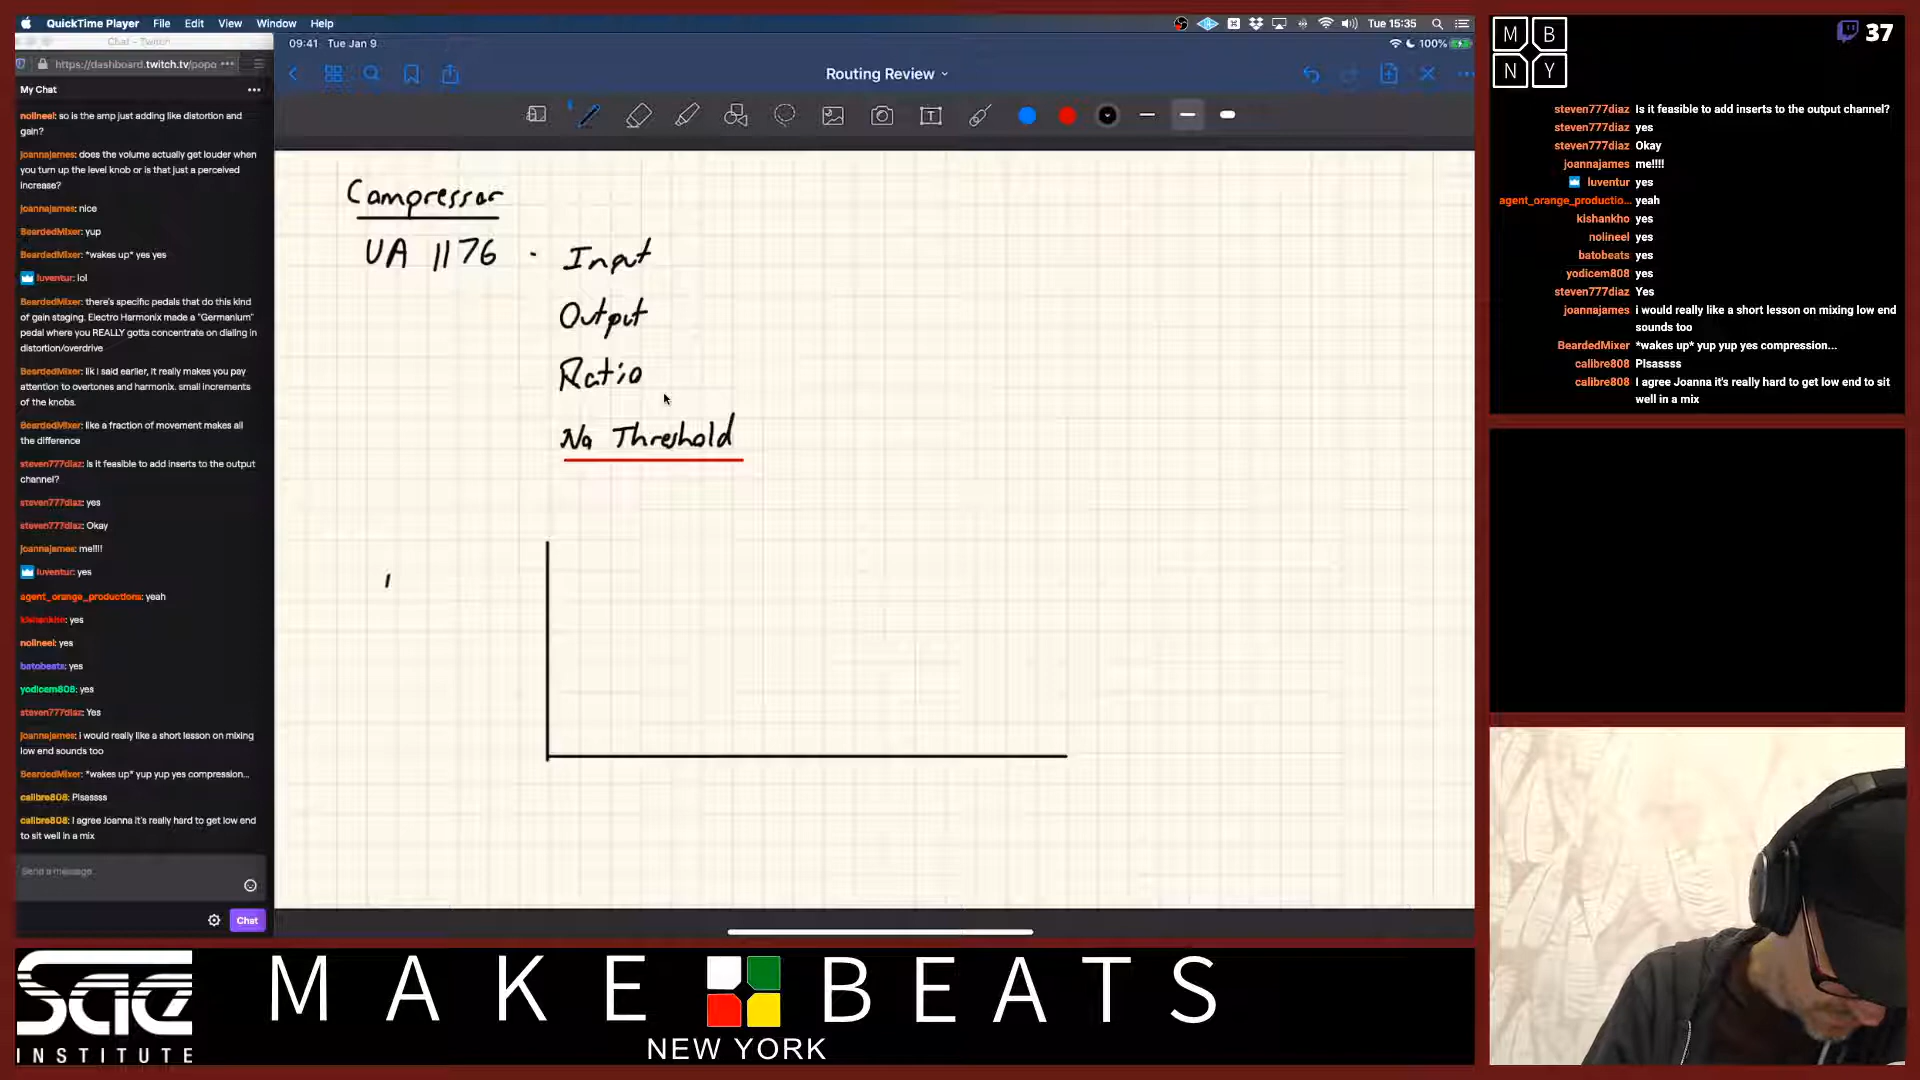 QuickTime Player File Edit View Window Help
Tue 15:35
Chat – Twitch
https://dashboard.twitch.tv/popo
My Chat
nolineel: so is the amp just adding like distortion and
gain?
joannajames: does the volume actually get louder when
you turn up the level knob or is that just a perceived
increase?
joannajames: nice
BeardedMixer: yup
BeardedMixer: *wakes up* yes yes
luventur: lol
BeardedMixer: there's specific pedals that do this kind
of gain staging. Electro Harmonix made a "Germanium"
pedal where you REALLY gotta concentrate on dialing in
distortion/overdrive
BeardedMixer: lik i said earlier, it really makes you pay
attention to overtones and harmonix. small increments
of the knobs.
BeardedMixer: like a fraction of movement makes all
the difference
steven777diaz: Is it feasible to add inserts to the output
channel?
steven777diaz: yes
steven777diaz: Okay
joannajames: me!!!!
luventur: yes
agent_orange_productions: yeah
kishankho: yes
nolineel: yes
batobeats: yes
yodicem808: yes
steven777diaz: Yes
joannajames: i would really like a short lesson on mixing
low end sounds too
BeardedMixer: *wakes up* yup yup yes compression...
calibre808: Plsassss
calibre808: I agree Joanna it's really hard to get low end
to sit well in a mix
Send a message
Chat
09:41 Tue Jan 9
100%
Routing Review
Compressor
UA 1176 - Input
Output
Ratio
No Threshold
M B
N Y
37
steven777diaz Is it feasible to add inserts to the output channel?
steven777diaz yes
steven777diaz Okay
joannajames me!!!!
luventur yes
agent_orange_productio... yeah
kishankho yes
nolineel yes
batobeats yes
yodicem808 yes
steven777diaz Yes
joannajames i would really like a short lesson on mixing low end
sounds too
BeardedMixer *wakes up* yup yup yes compression...
calibre808 Plsassss
calibre808 I agree Joanna it's really hard to get low end to sit
well in a mix
sae
INSTITUTE
MAKE BEATS
NEW YORK